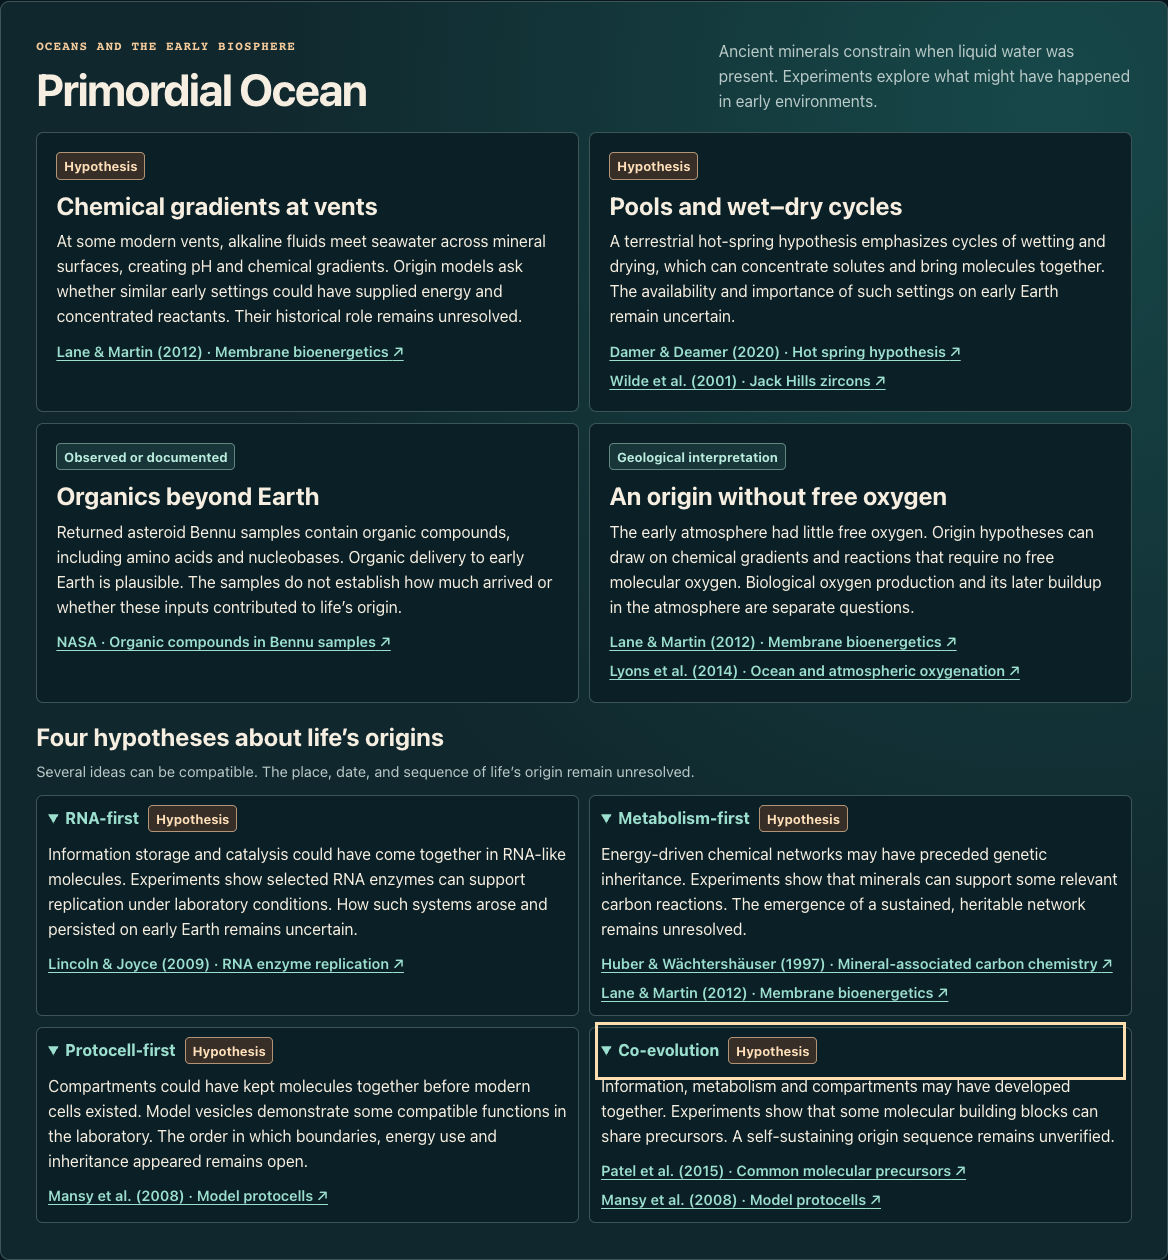 OCEANS AND THE EARLY BIOSPHERE
Primordial Ocean
Ancient minerals constrain when liquid water was
present. Experiments explore what might have happened
in early environments.
Hypothesis
Chemical gradients at vents
At some modern vents, alkaline fluids meet seawater across mineral
surfaces, creating pH and chemical gradients. Origin models ask
whether similar early settings could have supplied energy and
concentrated reactants. Their historical role remains unresolved.
Lane & Martin (2012) · Membrane bioenergetics ↗
Hypothesis
Pools and wet–dry cycles
A terrestrial hot-spring hypothesis emphasizes cycles of wetting and
drying, which can concentrate solutes and bring molecules together.
The availability and importance of such settings on early Earth
remain uncertain.
Damer & Deamer (2020) · Hot spring hypothesis ↗
Wilde et al. (2001) · Jack Hills zircons ↗
Observed or documented
Organics beyond Earth
Returned asteroid Bennu samples contain organic compounds,
including amino acids and nucleobases. Organic delivery to early
Earth is plausible. The samples do not establish how much arrived or
whether these inputs contributed to life’s origin.
NASA · Organic compounds in Bennu samples ↗
Geological interpretation
An origin without free oxygen
The early atmosphere had little free oxygen. Origin hypotheses can
draw on chemical gradients and reactions that require no free
molecular oxygen. Biological oxygen production and its later buildup
in the atmosphere are separate questions.
Lane & Martin (2012) · Membrane bioenergetics ↗
Lyons et al. (2014) · Ocean and atmospheric oxygenation ↗
Four hypotheses about life’s origins
Several ideas can be compatible. The place, date, and sequence of life’s origin remain unresolved.
▼ RNA-first Hypothesis
Information storage and catalysis could have come together in RNA-like
molecules. Experiments show selected RNA enzymes can support
replication under laboratory conditions. How such systems arose and
persisted on early Earth remains uncertain.
Lincoln & Joyce (2009) · RNA enzyme replication ↗
▼ Metabolism-first Hypothesis
Energy-driven chemical networks may have preceded genetic
inheritance. Experiments show that minerals can support some relevant
carbon reactions. The emergence of a sustained, heritable network
remains unresolved.
Huber & Wächtershäuser (1997) · Mineral-associated carbon chemistry ↗
Lane & Martin (2012) · Membrane bioenergetics ↗
▼ Protocell-first Hypothesis
Compartments could have kept molecules together before modern
cells existed. Model vesicles demonstrate some compatible functions in
the laboratory. The order in which boundaries, energy use and
inheritance appeared remains open.
Mansy et al. (2008) · Model protocells ↗
▼ Co-evolution Hypothesis
Information, metabolism and compartments may have developed
together. Experiments show that some molecular building blocks can
share precursors. A self-sustaining origin sequence remains unverified.
Patel et al. (2015) · Common molecular precursors ↗
Mansy et al. (2008) · Model protocells ↗